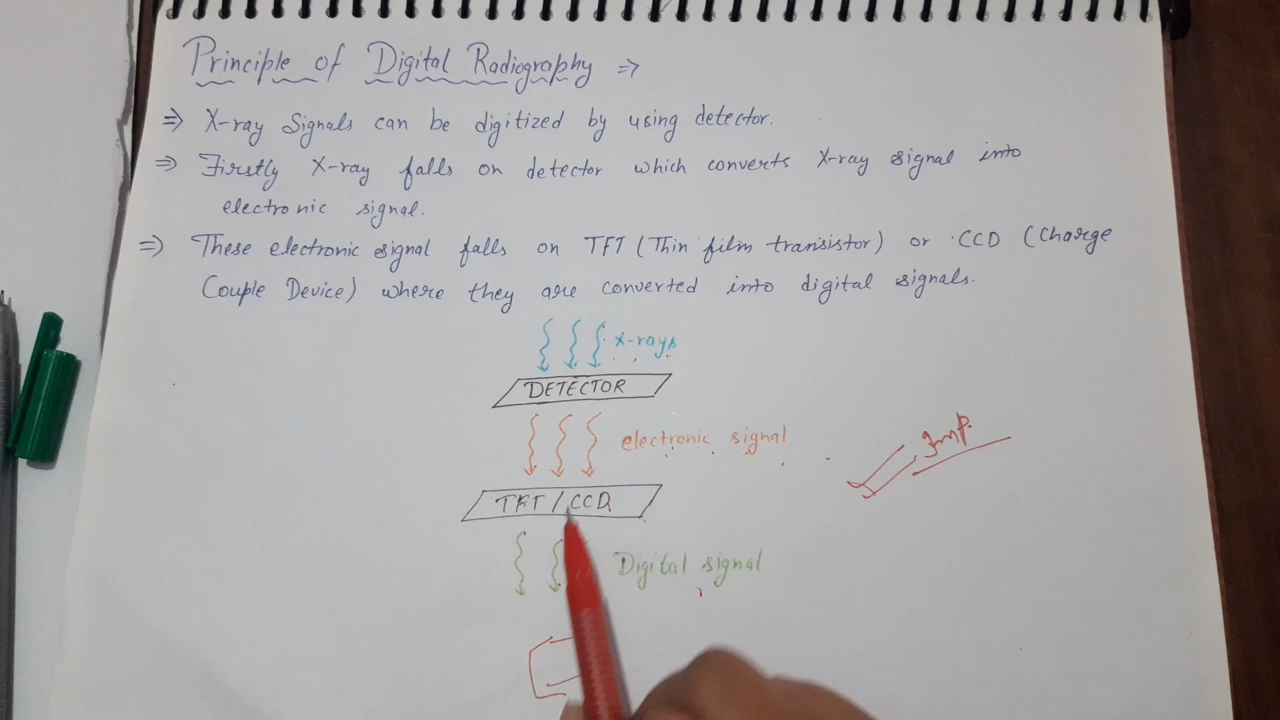 Principle of Digital Radiography ⇒
⇒ X-ray Signals can be digitized by using detector.
⇒ Firstly X-ray falls on detector which converts X-ray signal into
electronic signal.
⇒ These electronic signal falls on TFT (Thin film transistor) or CCD (Charge
Couple Device) where they are converted into digital signals.
X-rays
DETECTOR
electronic signal
Imp.
TFT / CCD
Digital signal